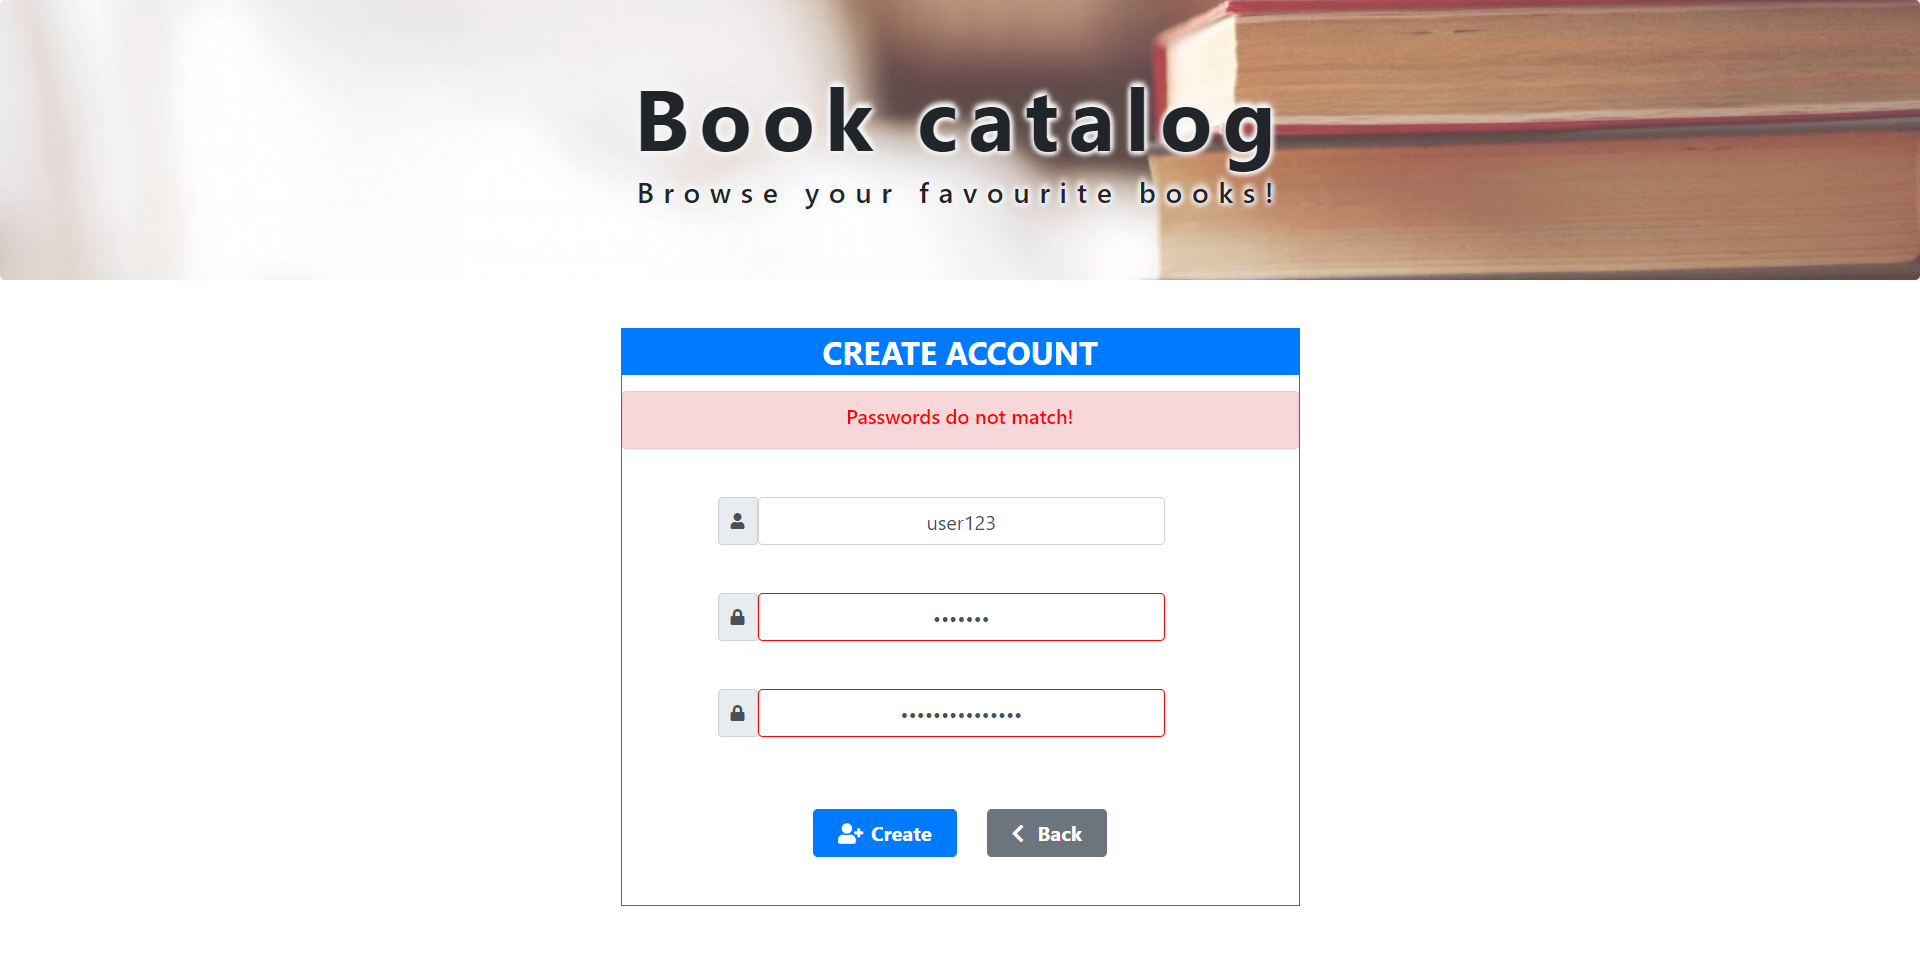 Book catalog
Browse your favourite books!
CREATE ACCOUNT
Passwords do not match!
user123
•••••••
•••••••••••••••
Create
Back